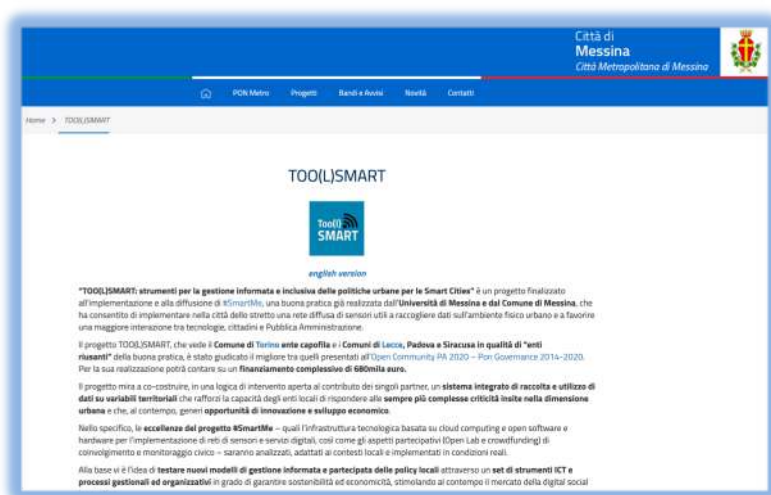 Città di
Messina
Città Metropolitana di Messina
PON Metro Progetti Bandi e Avvisi Novità Contatti
Home > TOO(L)SMART
TOO(L)SMART
Too(l)
SMART
english version
"TOO(L)SMART: strumenti per la gestione informata e inclusiva delle politiche urbane per le Smart Cities" è un progetto finalizzato
all'implementazione e alla diffusione di #SmartMe, una buona pratica già realizzata dall'Università di Messina e dal Comune di Messina, che
ha consentito di implementare nella città dello stretto una rete diffusa di sensori utili a raccogliere dati sull'ambiente fisico urbano e a favorire
una maggiore interazione tra tecnologie, cittadini e Pubblica Amministrazione.
Il progetto TOO(L)SMART, che vede il Comune di Torino ente capofila e i Comuni di Lecce, Padova e Siracusa in qualità di "enti
riusanti" della buona pratica, è stato giudicato il migliore tra quelli presentati all'Open Community PA 2020 – Pon Governance 2014-2020.
Per la sua realizzazione potrà contare su un finanziamento complessivo di 680mila euro.
Il progetto mira a co-costruire, in una logica di intervento aperta al contributo dei singoli partner, un sistema integrato di raccolta e utilizzo di
dati su variabili territoriali che rafforzi la capacità degli enti locali di rispondere alle sempre più complesse criticità insite nella dimensione
urbana e che, al contempo, generi opportunità di innovazione e sviluppo economico.
Nello specifico, le eccellenze del progetto #SmartMe – quali l'infrastruttura tecnologica basata su cloud computing e open software e
hardware per l'implementazione di reti di sensori e servizi digitali, così come gli aspetti partecipativi (Open Lab e crowdfunding) di
coinvolgimento e monitoraggio civico – saranno analizzati, adattati ai contesti locali e implementati in condizioni reali.
Alla base vi è l'idea di testare nuovi modelli di gestione informata e partecipata delle policy locali attraverso un set di strumenti ICT e
processi gestionali ed organizzativi in grado di garantire sostenibilità ed economicità, stimolando al contempo il mercato della digital social